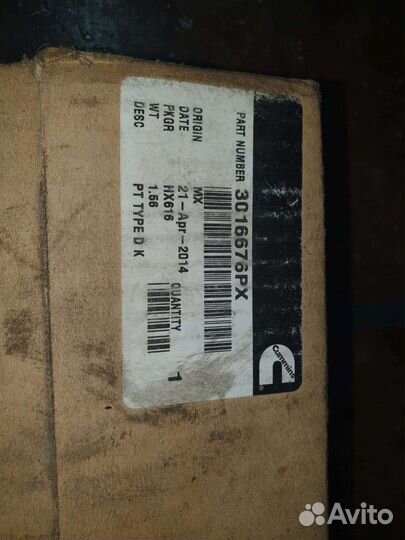 PART NUMBER 3016676PX
ORIGIN MX
DATE 21-Apr-2014
PKGR HX616
WT 1.56
DESC PT TYPE D K
QUANTITY 1
Cummins
®
Avito